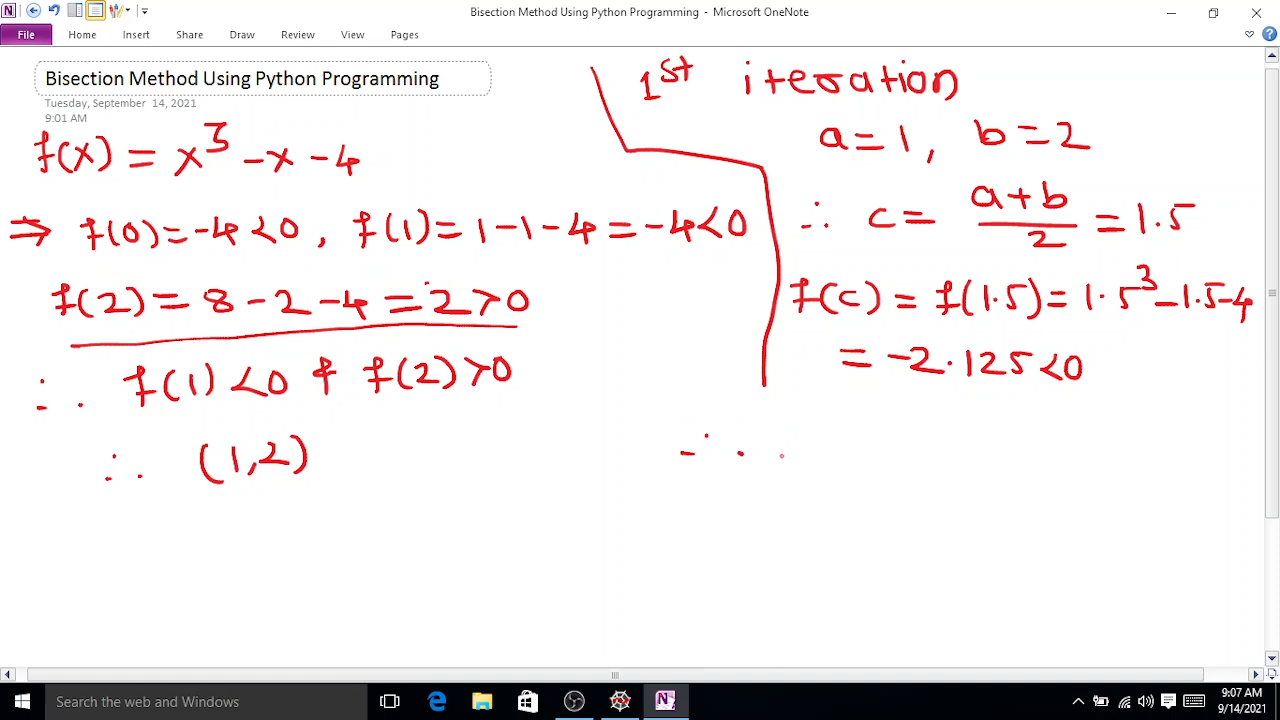 Bisection Method Using Python Programming - Microsoft OneNote
File Home Insert Share Draw Review View Pages
Bisection Method Using Python Programming
Tuesday, September 14, 2021
9:01 AM
f(x) = x³ - x - 4
⇒ f(0) = -4 < 0, f(1) = 1 - 1 - 4 = -4 < 0
f(2) = 8 - 2 - 4 = 2 > 0
∴ f(1) < 0 & f(2) > 0
∴ (1,2)
1st iteration
a = 1, b = 2
∴ c = a+b/2 = 1.5
f(c) = f(1.5) = 1.5³ - 1.5 - 4
= -2.125 < 0
∴
Search the web and Windows
9:07 AM
9/14/2021